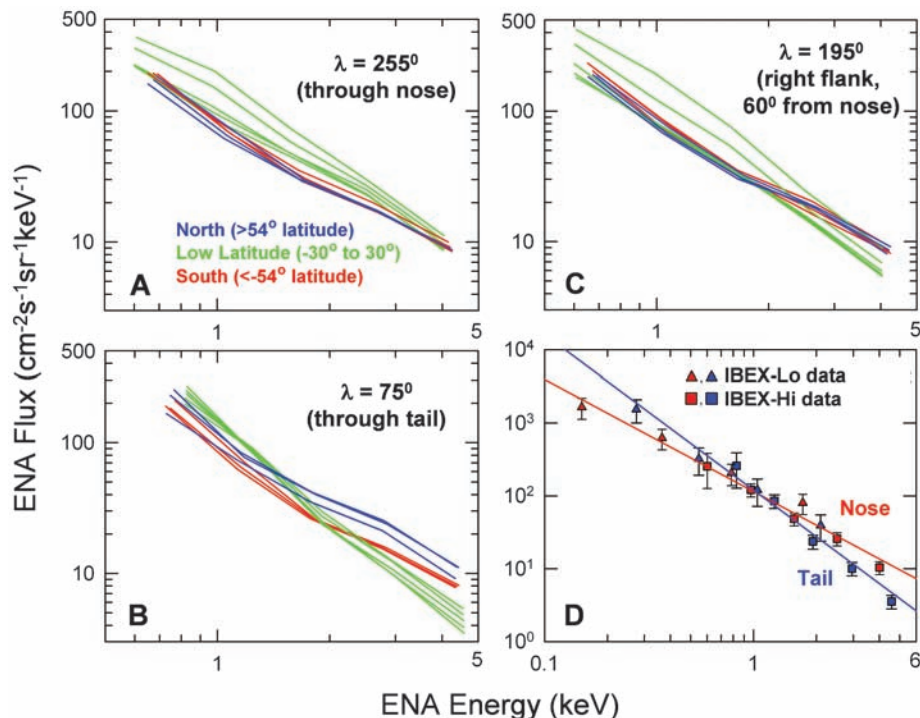 ENA Flux (cm⁻²s⁻¹sr⁻¹keV⁻¹)
500
100
10
A
λ = 255⁰
(through nose)
North (>54° latitude)
Low Latitude (-30° to 30°)
South (<-54° latitude)
1
5
500
100
10
C
λ = 195⁰
(right flank,
60⁰ from nose)
1
5
500
100
10
B
λ = 75⁰
(through tail)
1
5
10⁴
10³
10²
10¹
10⁰
D
, IBEX-Lo data
, IBEX-Hi data
Nose
Tail
0.1
1
6
ENA Energy (keV)